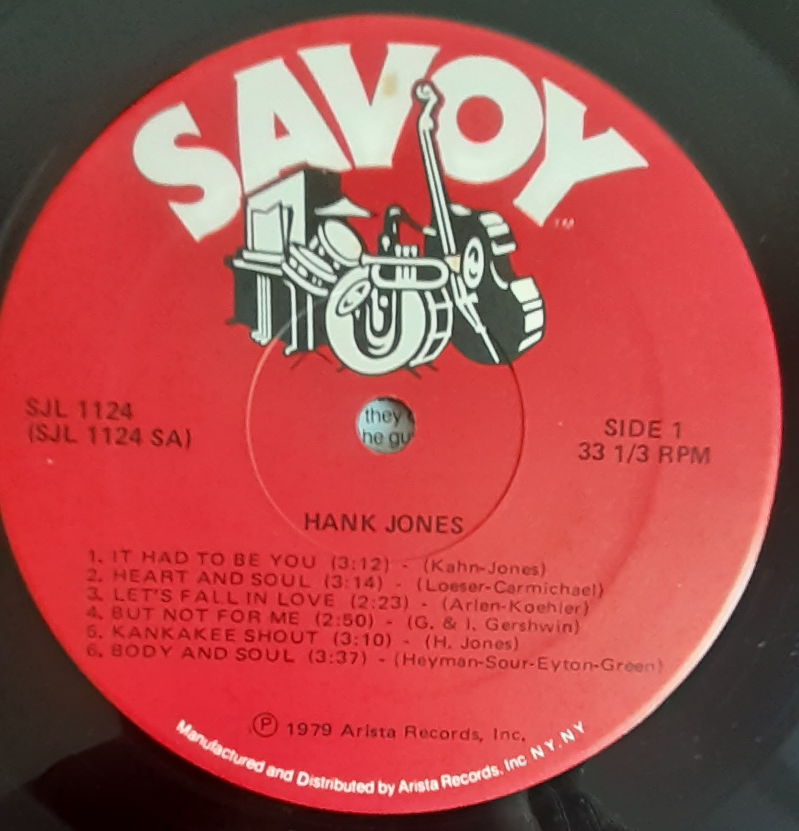 SAVOY
TM
SJL 1124
(SJL 1124 SA)
SIDE 1
33 1/3 RPM
they
he gu
HANK JONES
1. IT HAD TO BE YOU (3:12) - (Kahn-Jones)
2. HEART AND SOUL (3:14) - (Loeser-Carmichael)
3. LET'S FALL IN LOVE (2:23) - (Arlen-Koehler)
4. BUT NOT FOR ME (2:50) - (G. & I. Gershwin)
5. KANKAKEE SHOUT (3:10) - (H. Jones)
6. BODY AND SOUL (3:37) - (Heyman-Sour-Eyton-Green)
Ⓟ 1979 Arista Records, Inc.
Manufactured and Distributed by Arista Records, Inc N.Y. N.Y